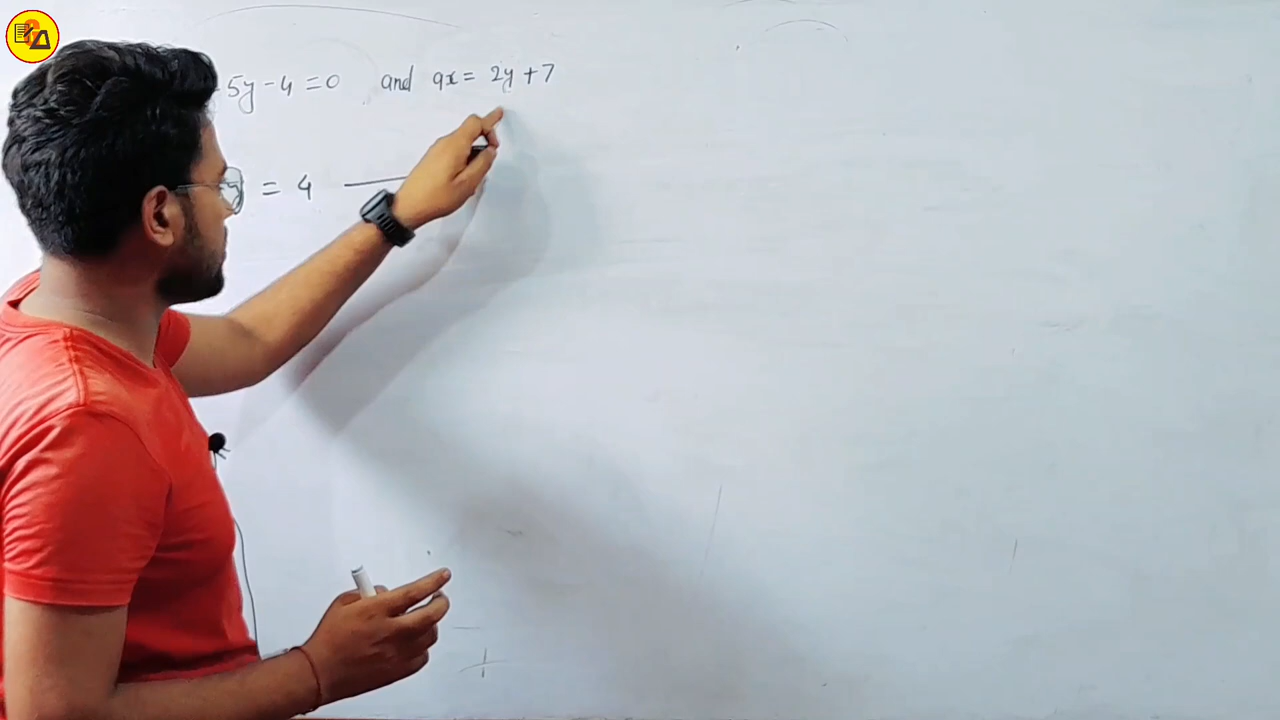 - 5y - 4 = 0 and 9x = 2y + 7
y = 4